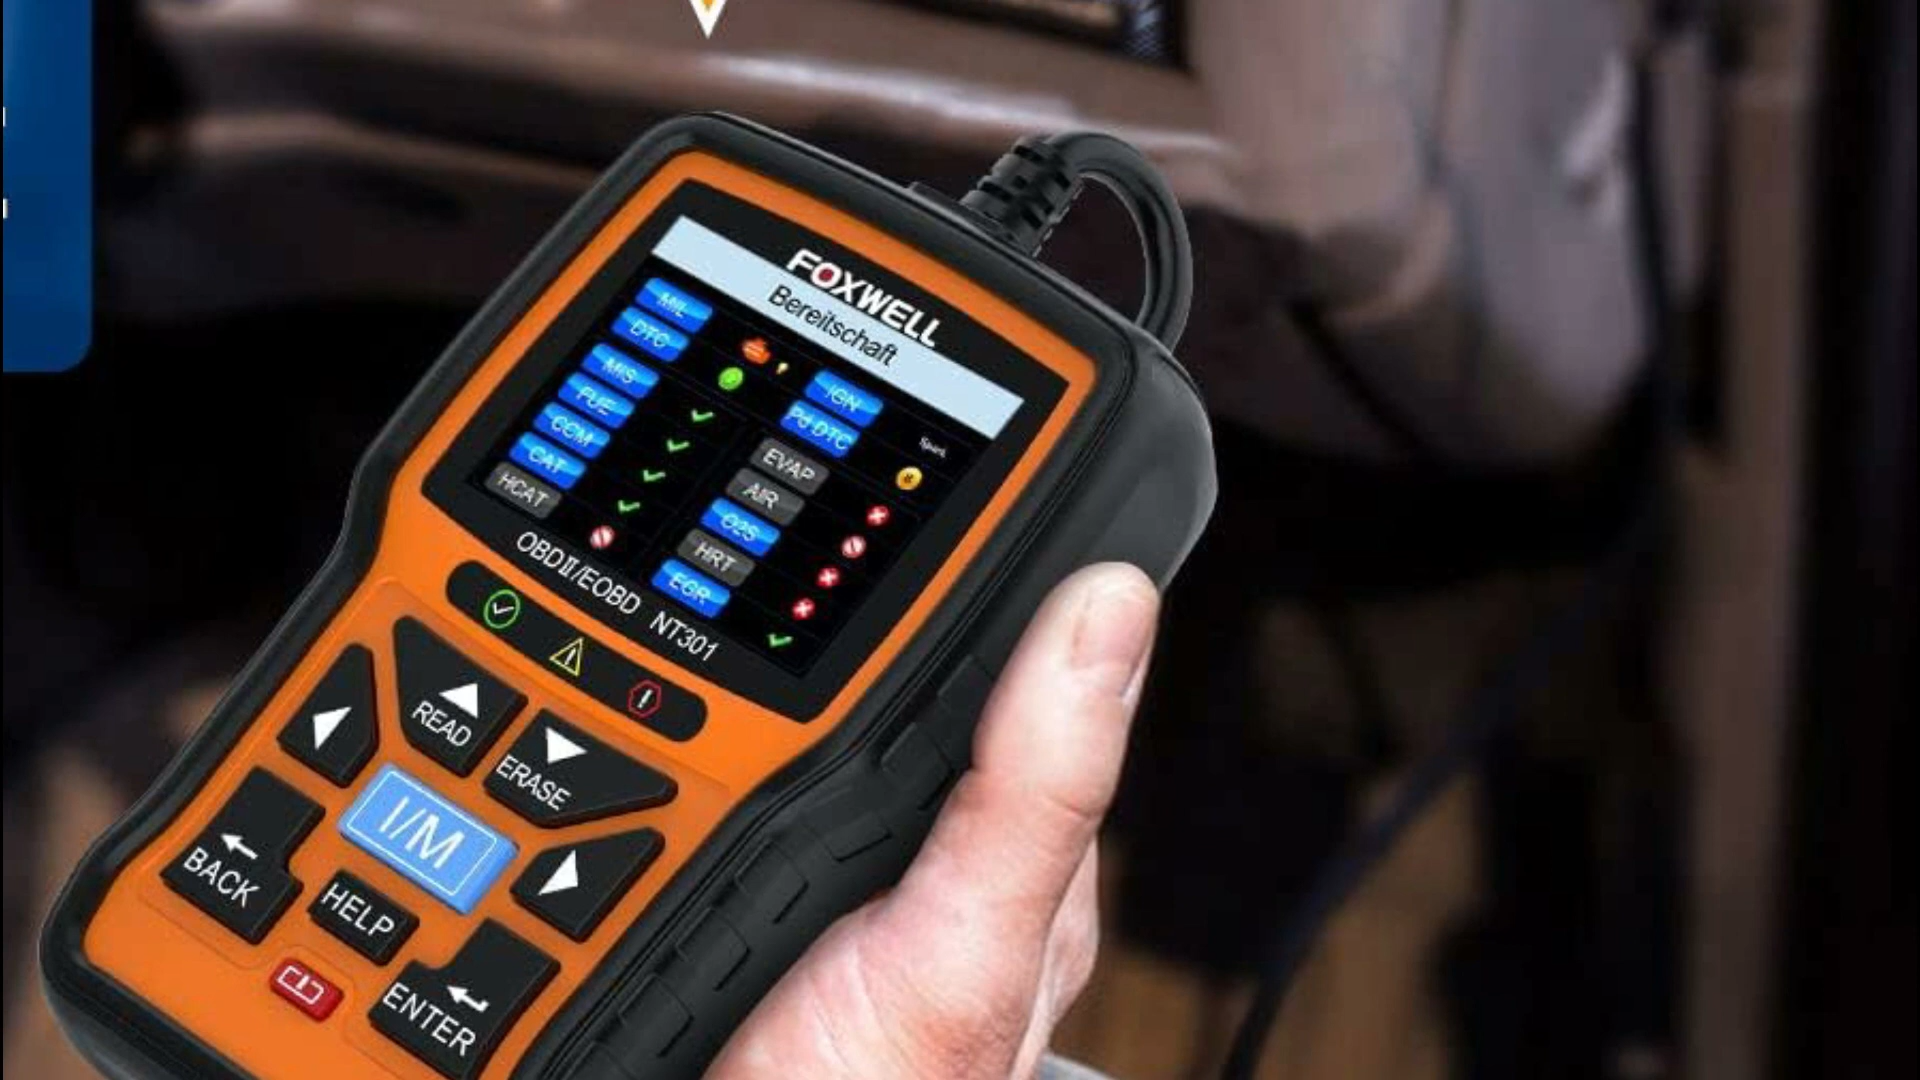 FOXWELL
Bereitschaft
MIL
IGN
Spark
DTC
Pd DTC
6
MIS
EVAP
FUE
AIR
CCM
O2S
CAT
HRT
HCAT
EGR
OBDII/EOBD NT301
READ
ERASE
I/M
BACK
HELP
ENTER